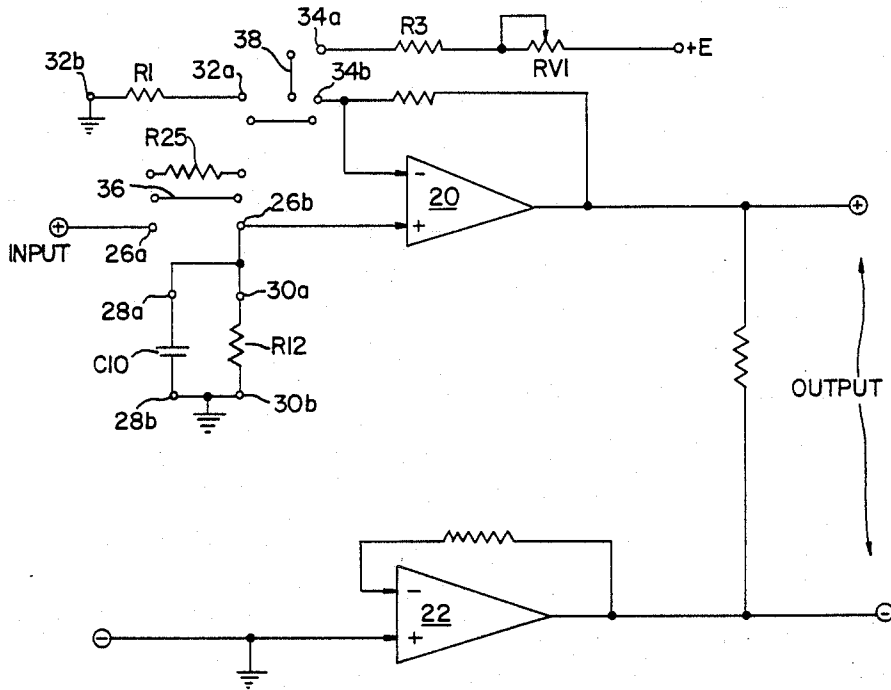 34a
38
R3
RV1
+E
32b
R1
32a
34b
R25
36
-
20
+
26b
+
INPUT
26a
+
28a
30a
C10
R12
28b
30b
OUTPUT
-
22
+
-
-